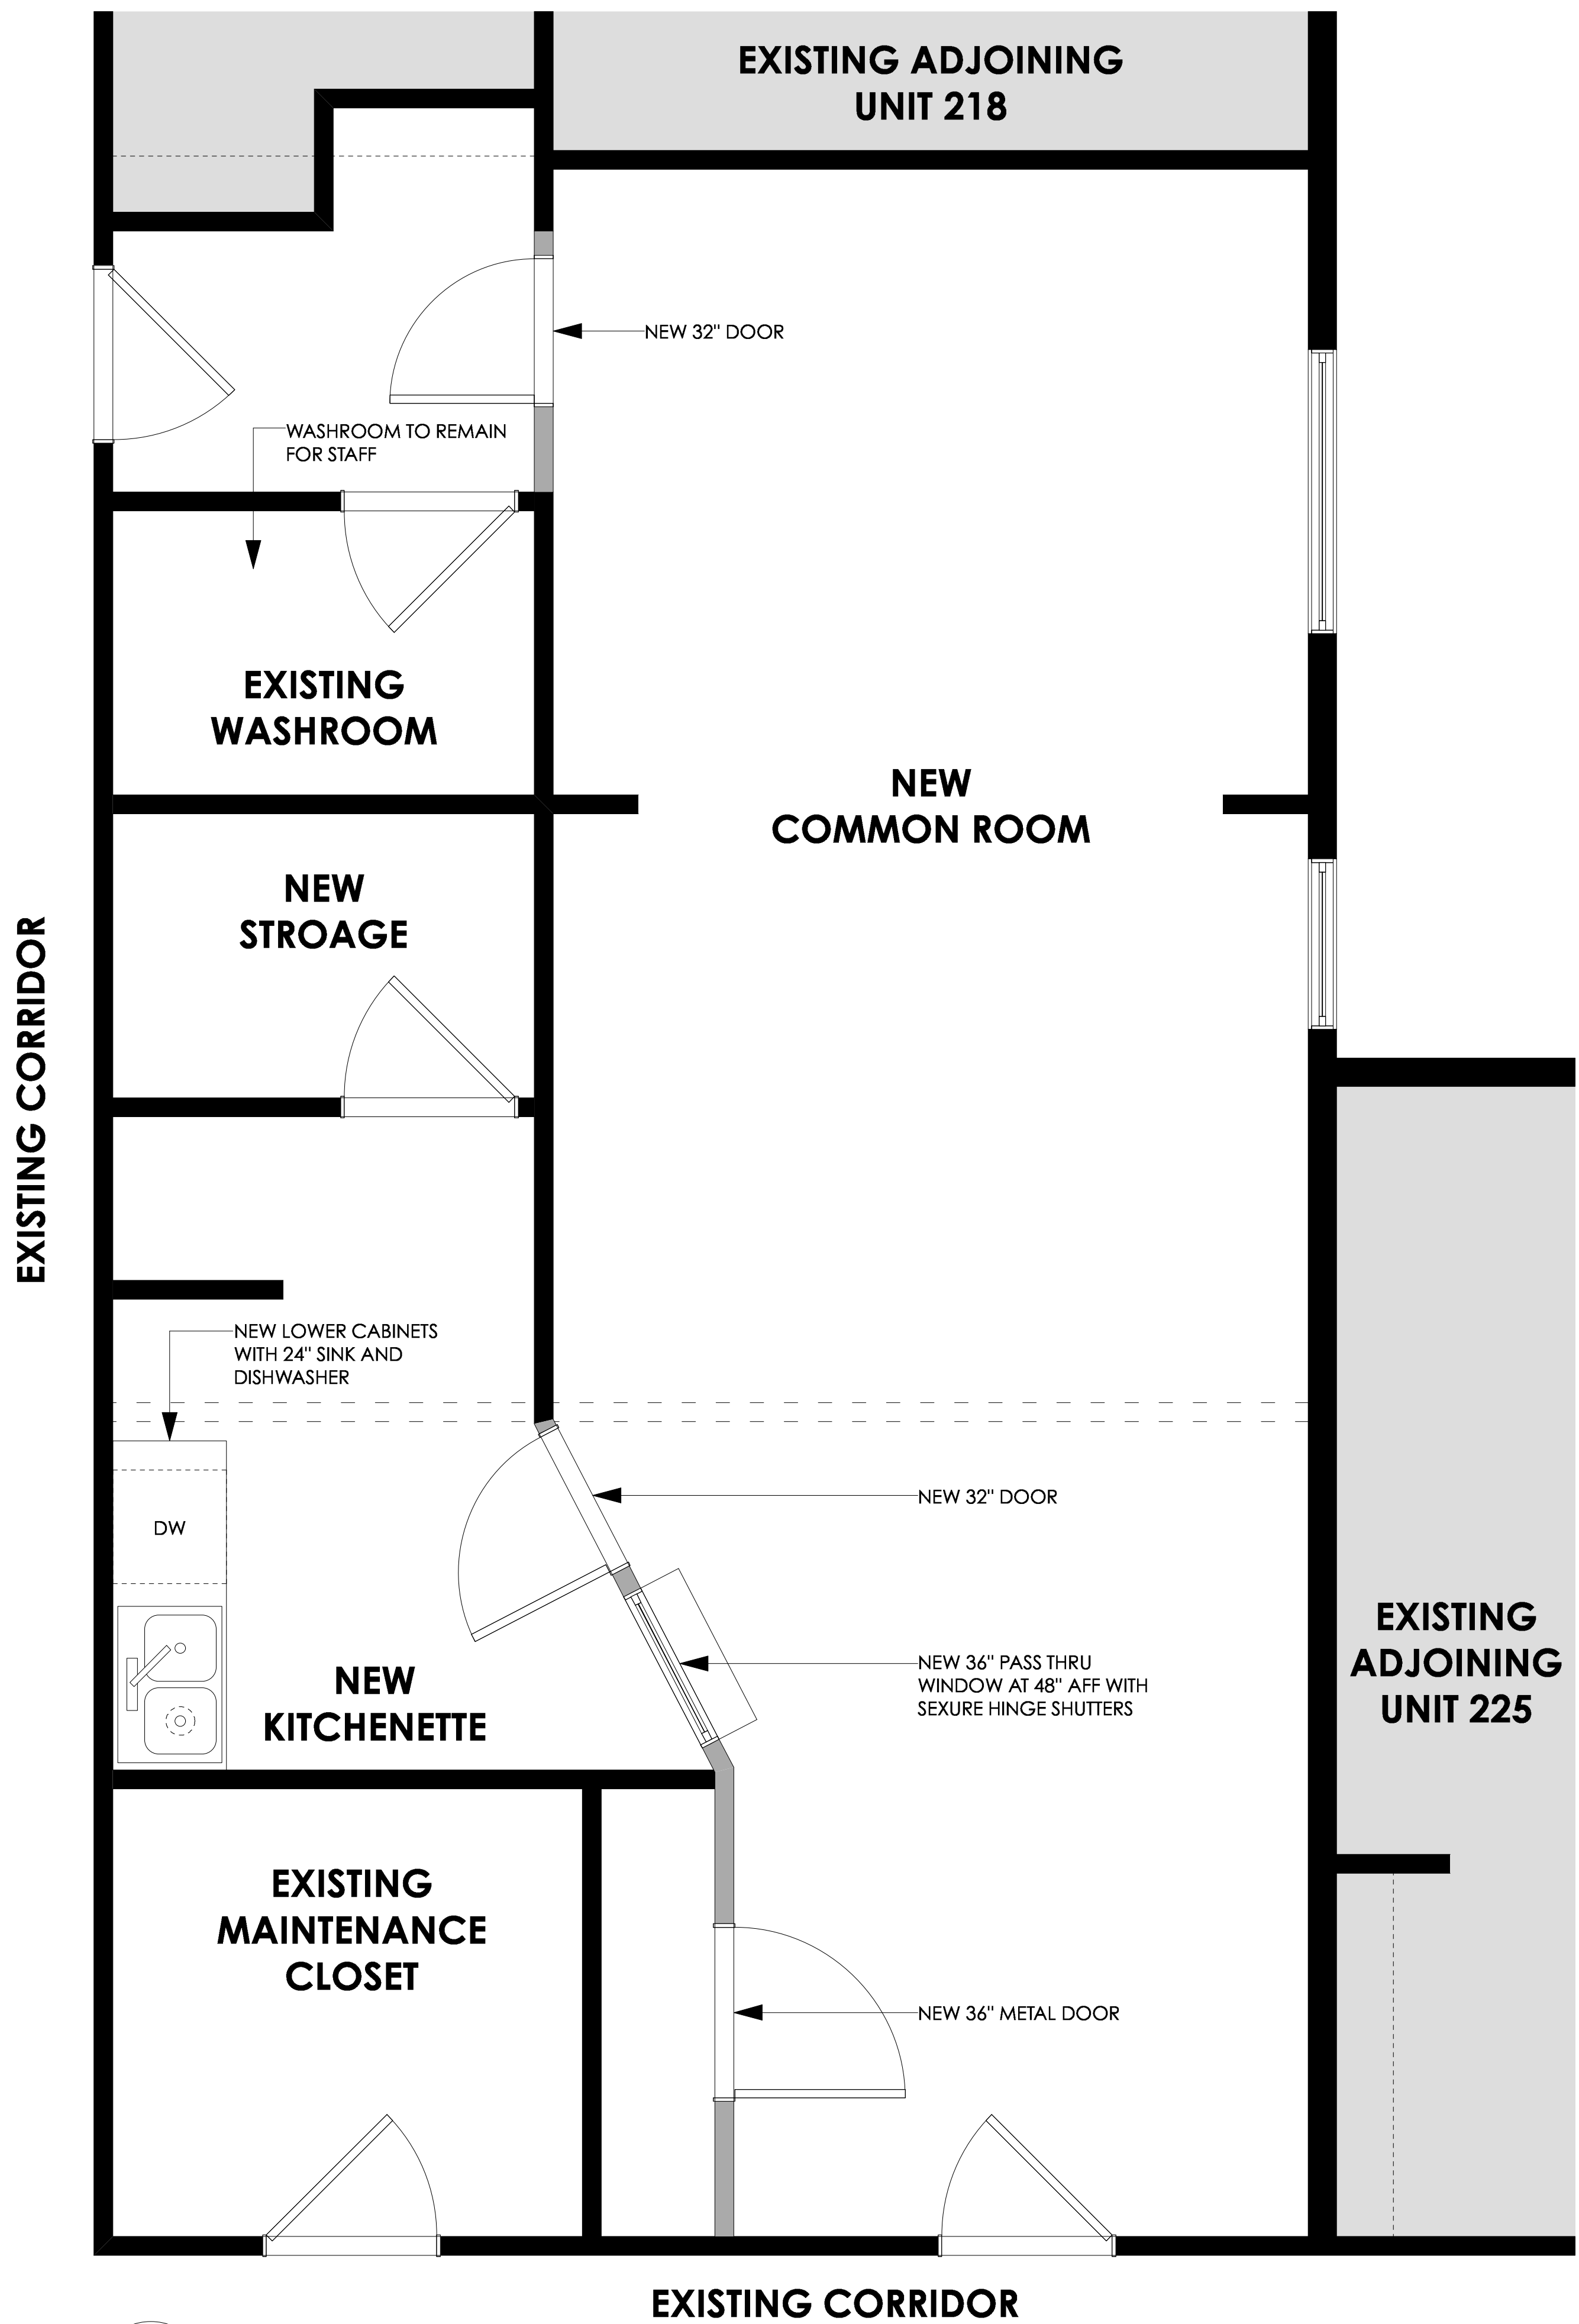 EXISTING ADJOINING
UNIT 218
NEW 32" DOOR
WASHROOM TO REMAIN
FOR STAFF
EXISTING
WASHROOM
NEW
COMMON ROOM
NEW
STROAGE
EXISTING CORRIDOR
NEW LOWER CABINETS
WITH 24" SINK AND
DISHWASHER
DW
NEW 32" DOOR
NEW 36" PASS THRU
WINDOW AT 48" AFF WITH
SEXURE HINGE SHUTTERS
NEW
KITCHENETTE
EXISTING
ADJOINING
UNIT 225
EXISTING
MAINTENANCE
CLOSET
NEW 36" METAL DOOR
EXISTING CORRIDOR